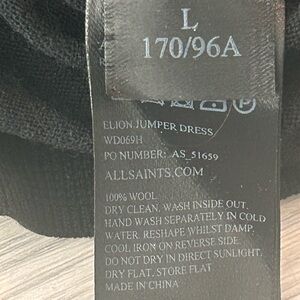 L
170/96A
ELION JUMPER DRESS
WD069H
PO NUMBER: AS_51659
ALLSAINTS.COM
100% WOOL
DRY CLEAN, WASH INSIDE OUT,
HAND WASH SEPARATELY IN COLD
WATER. RESHAPE WHILST DAMP.
COOL IRON ON REVERSE SIDE.
DO NOT DRY IN DIRECT SUNLIGHT.
DRY FLAT. STORE FLAT.
MADE IN CHINA